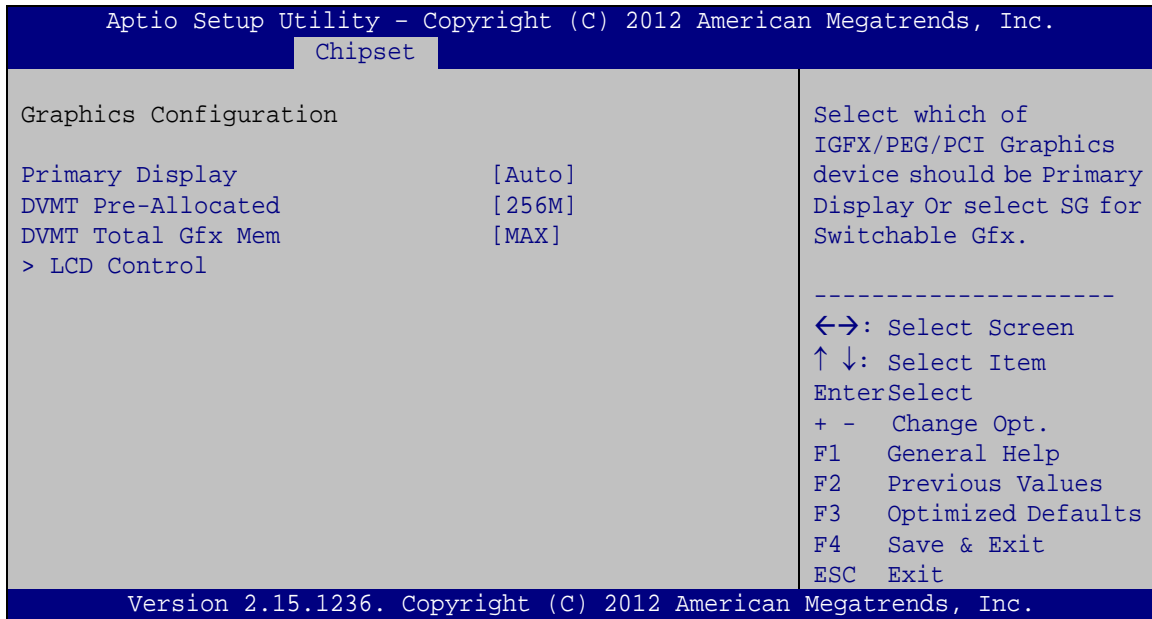 Aptio Setup Utility – Copyright (C) 2012 American Megatrends, Inc.
Chipset
Graphics Configuration
Primary Display [Auto]
DVMT Pre-Allocated [256M]
DVMT Total Gfx Mem [MAX]
> LCD Control
Select which of
IGFX/PEG/PCI Graphics
device should be Primary
Display Or select SG for
Switchable Gfx.
---------------------
←→: Select Screen
↑ ↓: Select Item
EnterSelect
+ - Change Opt.
F1 General Help
F2 Previous Values
F3 Optimized Defaults
F4 Save & Exit
ESC Exit
Version 2.15.1236. Copyright (C) 2012 American Megatrends, Inc.